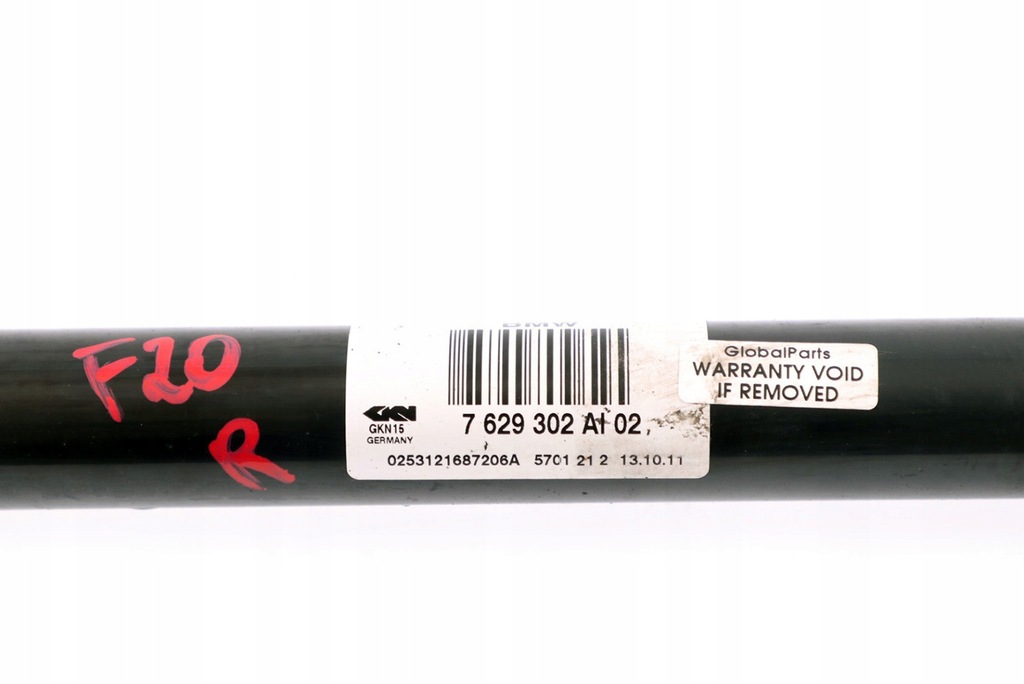 F20
R
BMW
GKN
GKN15
GERMANY
7 629 302 AI 02
0253121687206A 5701 21 2 13.10.11
GlobalParts
WARRANTY VOID
IF REMOVED